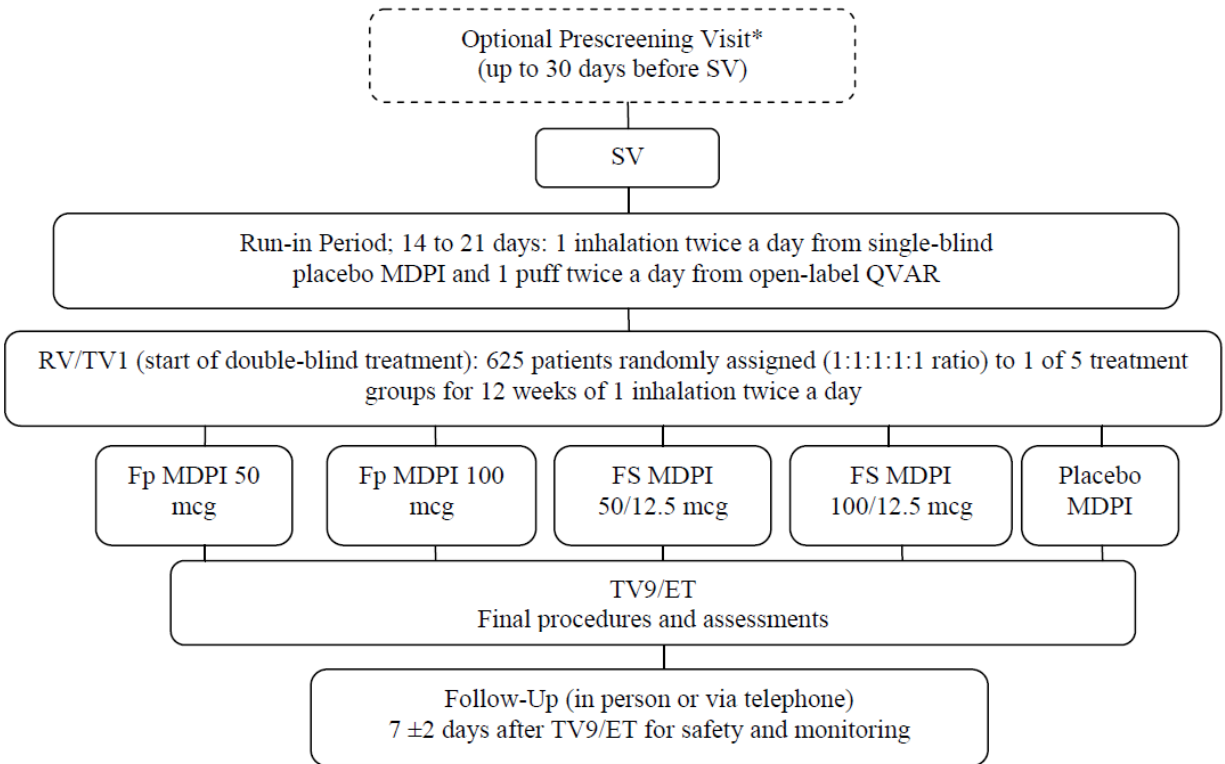 Optional Prescreening Visit*
(up to 30 days before SV)
SV
Run-in Period; 14 to 21 days: 1 inhalation twice a day from single-blind
placebo MDPI and 1 puff twice a day from open-label QVAR
RV/TV1 (start of double-blind treatment): 625 patients randomly assigned (1:1:1:1:1 ratio) to 1 of 5 treatment
groups for 12 weeks of 1 inhalation twice a day
Fp MDPI 50
mcg
Fp MDPI 100
mcg
FS MDPI
50/12.5 mcg
FS MDPI
100/12.5 mcg
Placebo
MDPI
TV9/ET
Final procedures and assessments
Follow-Up (in person or via telephone)
7 ±2 days after TV9/ET for safety and monitoring